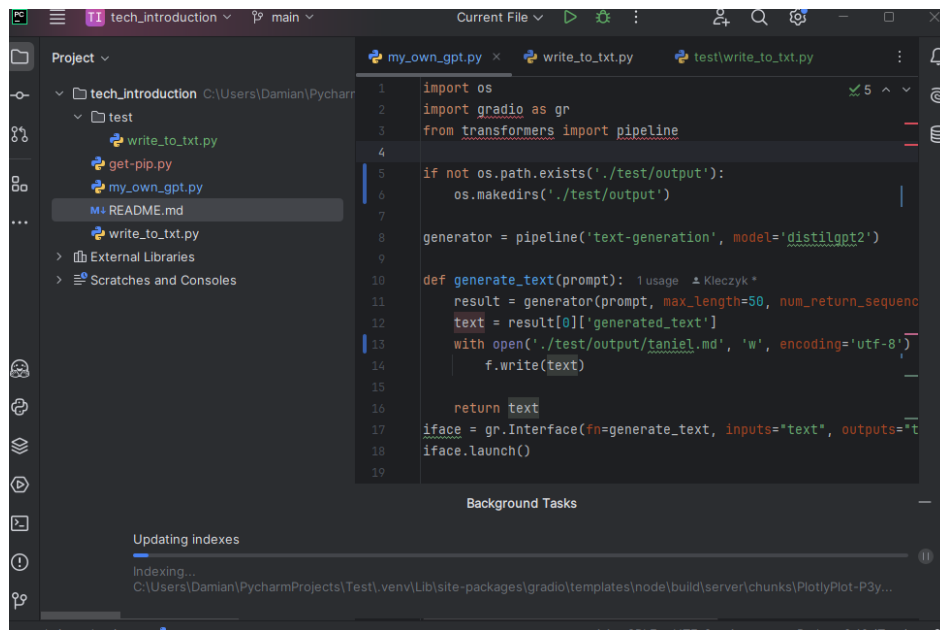 PC TI tech_introduction main Current File
Project
tech_introduction C:\Users\Damian\Pycharm
test
write_to_txt.py
get-pip.py
my_own_gpt.py
M↓ README.md
write_to_txt.py
External Libraries
Scratches and Consoles
my_own_gpt.py write_to_txt.py test\write_to_txt.py
5
1 import os
2 import gradio as gr
3 from transformers import pipeline
4
5 if not os.path.exists('./test/output'):
6 os.makedirs('./test/output')
7
8 generator = pipeline('text-generation', model='distilgpt2')
9
10 def generate_text(prompt): 1 usage Kleczyk *
11 result = generator(prompt, max_length=50, num_return_sequenc
12 text = result[0]['generated_text']
13 with open('./test/output/taniel.md', 'w', encoding='utf-8')
14 f.write(text)
15
16 return text
17 iface = gr.Interface(fn=generate_text, inputs="text", outputs="t
18 iface.launch()
19
Background Tasks
Updating indexes
Indexing...
C:\Users\Damian\PycharmProjects\Test\.venv\Lib\site-packages\gradio\templates\node\build\server\chunks\PlotlyPlot-P3y...